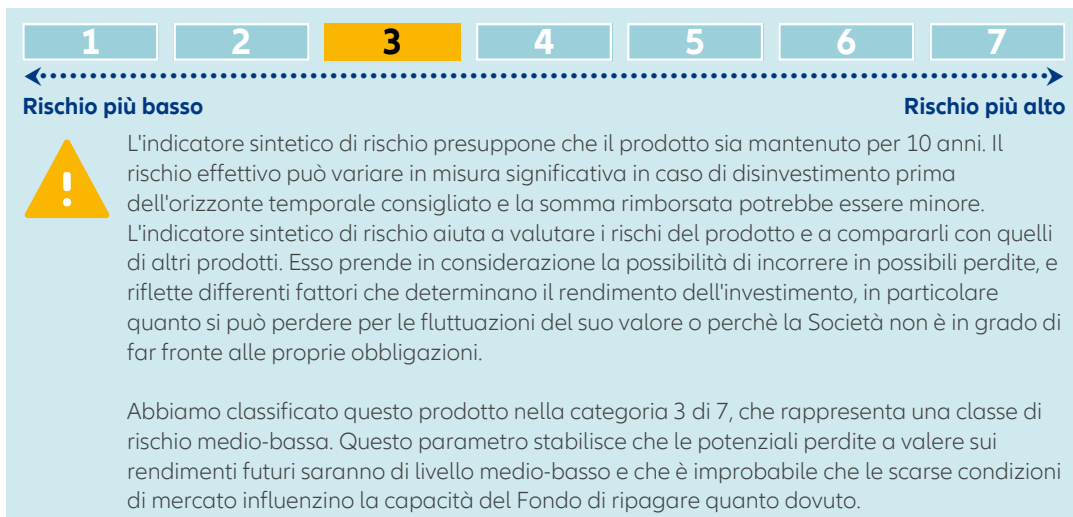 1 2 3 4 5 6 7
Rischio più basso Rischio più alto
L'indicatore sintetico di rischio presuppone che il prodotto sia mantenuto per 10 anni. Il
rischio effettivo può variare in misura significativa in caso di disinvestimento prima
dell'orizzonte temporale consigliato e la somma rimborsata potrebbe essere minore.
L'indicatore sintetico di rischio aiuta a valutare i rischi del prodotto e a compararli con quelli
di altri prodotti. Esso prende in considerazione la possibilità di incorrere in possibili perdite, e
riflette differenti fattori che determinano il rendimento dell'investimento, in particolare
quanto si può perdere per le fluttuazioni del suo valore o perchè la Società non è in grado di
far fronte alle proprie obbligazioni.
Abbiamo classificato questo prodotto nella categoria 3 di 7, che rappresenta una classe di
rischio medio-bassa. Questo parametro stabilisce che le potenziali perdite a valere sui
rendimenti futuri saranno di livello medio-basso e che è improbabile che le scarse condizioni
di mercato influenzino la capacità del Fondo di ripagare quanto dovuto.